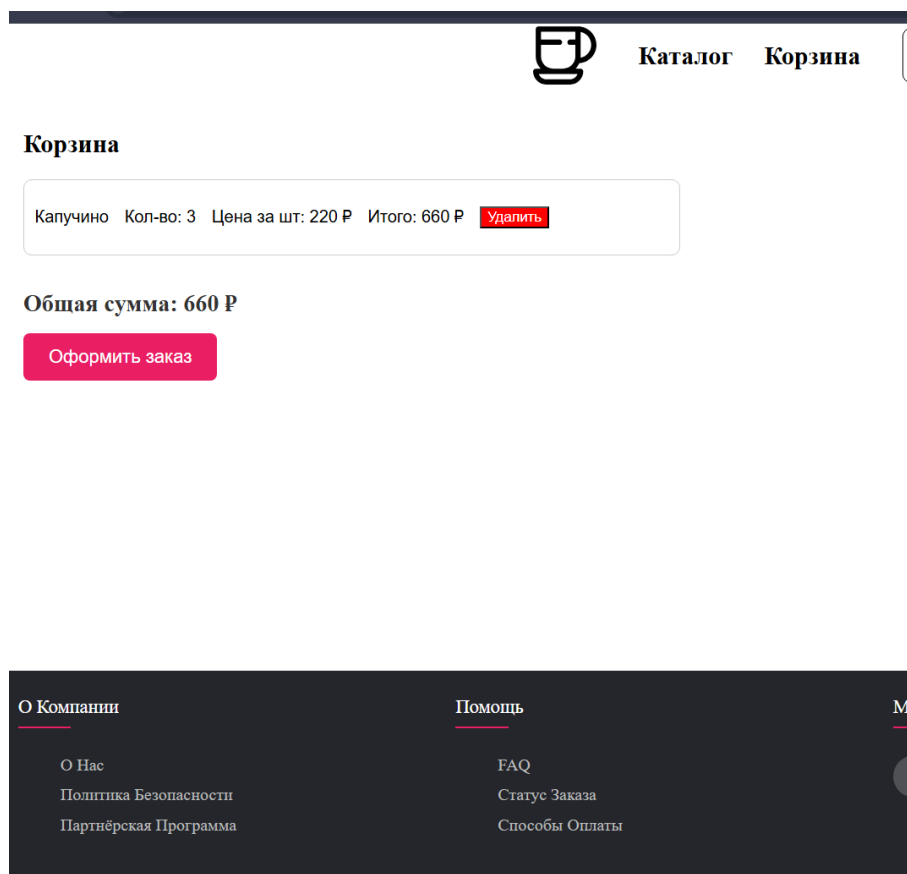 Каталог Корзина
Корзина
Капучино Кол-во: 3 Цена за шт: 220 ₽ Итого: 660 ₽ Удалить
Общая сумма: 660 ₽
Оформить заказ
О Компании Помощь
О Нас FAQ
Политика Безопасности Статус Заказа
Партнёрская Программа Способы Оплаты